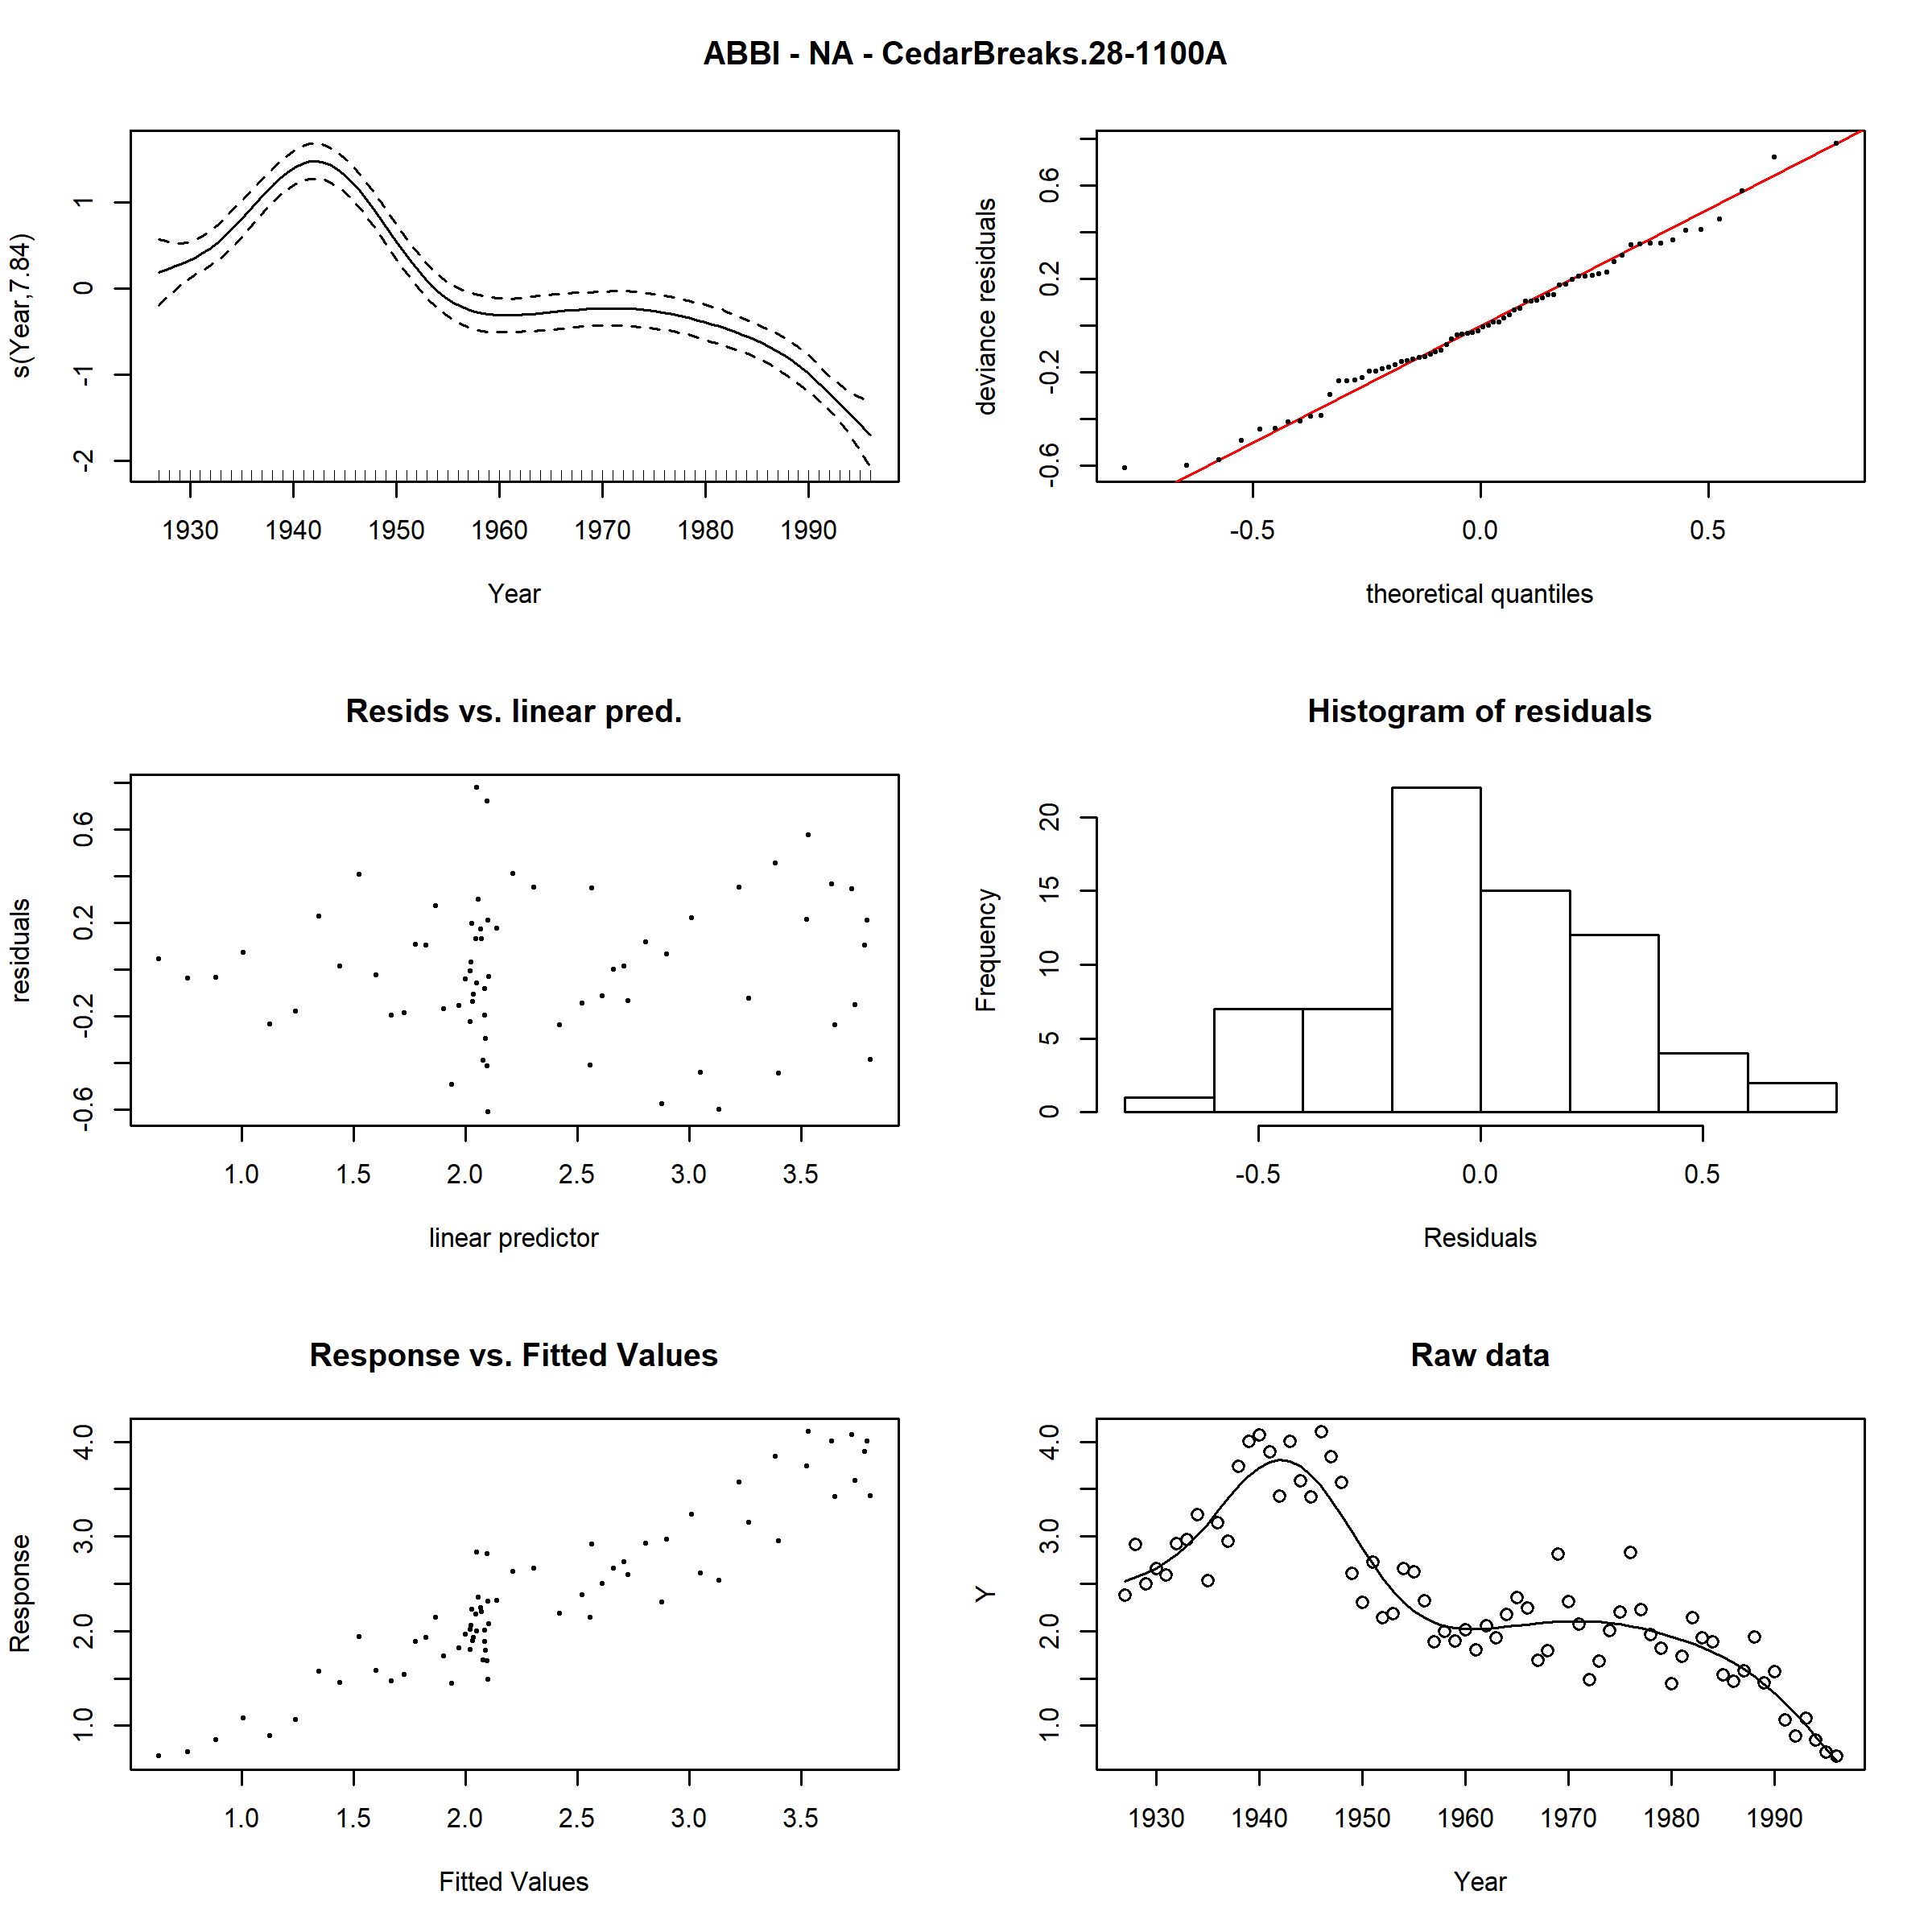 ABBI - NA - CedarBreaks.28-1100A
s(Year,7.84)
1
0
-1
-2
1930 1940 1950 1960 1970 1980 1990
Year
deviance residuals
0.6
0.2
-0.2
-0.6
-0.5 0.0 0.5
theoretical quantiles
Resids vs. linear pred.
residuals
0.6
0.2
-0.2
-0.6
1.0 1.5 2.0 2.5 3.0 3.5
linear predictor
Histogram of residuals
Frequency
20
15
10
5
0
-0.5 0.0 0.5
Residuals
Response vs. Fitted Values
Response
4.0
3.0
2.0
1.0
1.0 1.5 2.0 2.5 3.0 3.5
Fitted Values
Raw data
Y
4.0
3.0
2.0
1.0
1930 1940 1950 1960 1970 1980 1990
Year